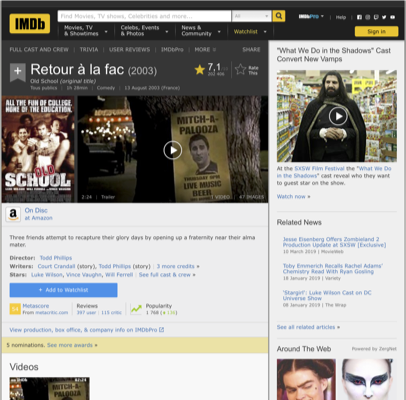 IMDb
Find Movies, TV shows, Celebrities and more...
All
IMDbPro
Help
Movies, TV & Showtimes
Celebs, Events & Photos
News & Community
Watchlist
Sign in
FULL CAST AND CREW | TRIVIA | USER REVIEWS | IMDbPro | MORE
SHARE
Retour à la fac (2003)
Old School (original title)
Tous publics | 1h 28min | Comedy | 13 August 2003 (France)
7,1
Rate This
ALL THE FUN OF COLLEGE. NONE OF THE EDUCATION.
OLD SCHOOL
MITCH-A-PALOOZA
LIVE MUSIC
BEER
2:24 | Trailer
1 VIDEO | 47 IMAGES
On Disc
at Amazon
Three friends attempt to recapture their glory days by opening up a fraternity near their alma mater.
Director: Todd Phillips
Writers: Court Crandall (story), Todd Phillips (story) | 3 more credits »
Stars: Luke Wilson, Vince Vaughn, Will Ferrell | See full cast & crew »
+ Add to Watchlist
Metascore
From metacritic.com
Reviews
397 user | 115 critic
Popularity
View production, box office, & company info on IMDbPro
5 nominations. See more awards »
Videos
"What We Do in the Shadows" Cast Convert New Vamps
At the SXSW Film Festival the "What We Do in the Shadows" cast reveal who they want to guest star on the show.
Watch now »
Related News
Jesse Eisenberg Offers Zombieland 2 Production Update at SXSW [Exclusive]
10 March 2019 | MovieWeb
Toby Emmerich Recalls Rachel Adams' Chemistry Read With Ryan Gosling
18 January 2019 | Variety
'Stargirl': Luke Wilson Cast on DC Universe Show
08 January 2019 | The Wrap
See all related articles »
Around The Web
Powered by ZergNet